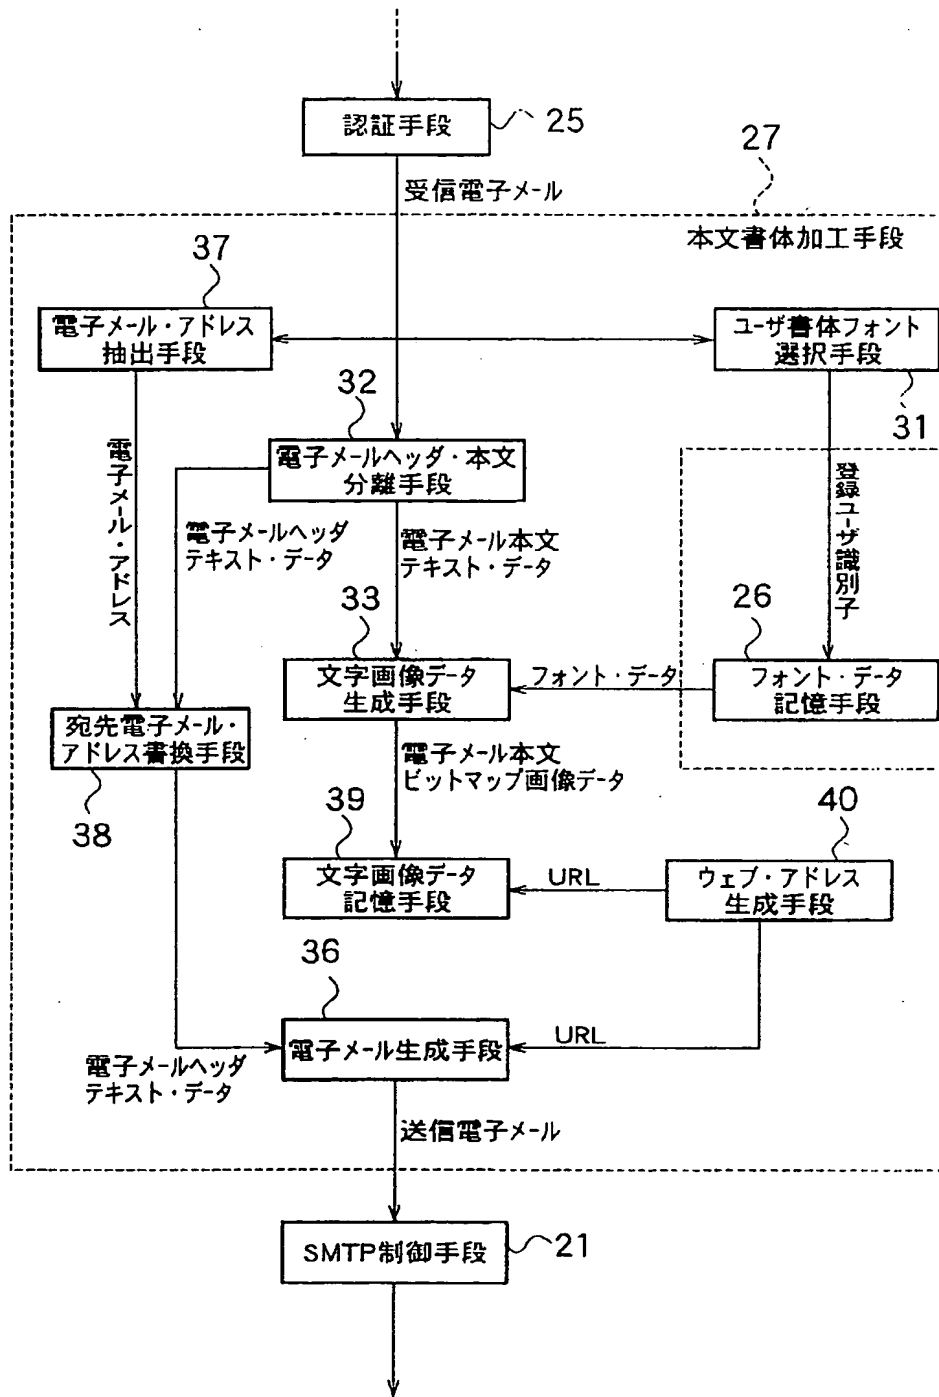 認証手段
25
受信電子メール
27
本文書体加工手段
37
電子メール・アドレス
抽出手段
ユーザ書体フォント
選択手段
31
32
電子メールヘッダ・本文
分離手段
電子メール・アドレス
電子メールヘッダ
テキスト・データ
電子メール本文
テキスト・データ
登録ユーザ識別子
33
26
文字画像データ
生成手段
フォント・データ
フォント・データ
記憶手段
宛先電子メール・
アドレス書換手段
38
電子メール本文
ビットマップ画像データ
39
40
文字画像データ
記憶手段
URL
ウェブ・アドレス
生成手段
36
電子メール生成手段
URL
電子メールヘッダ
テキスト・データ
送信電子メール
SMTP制御手段
21